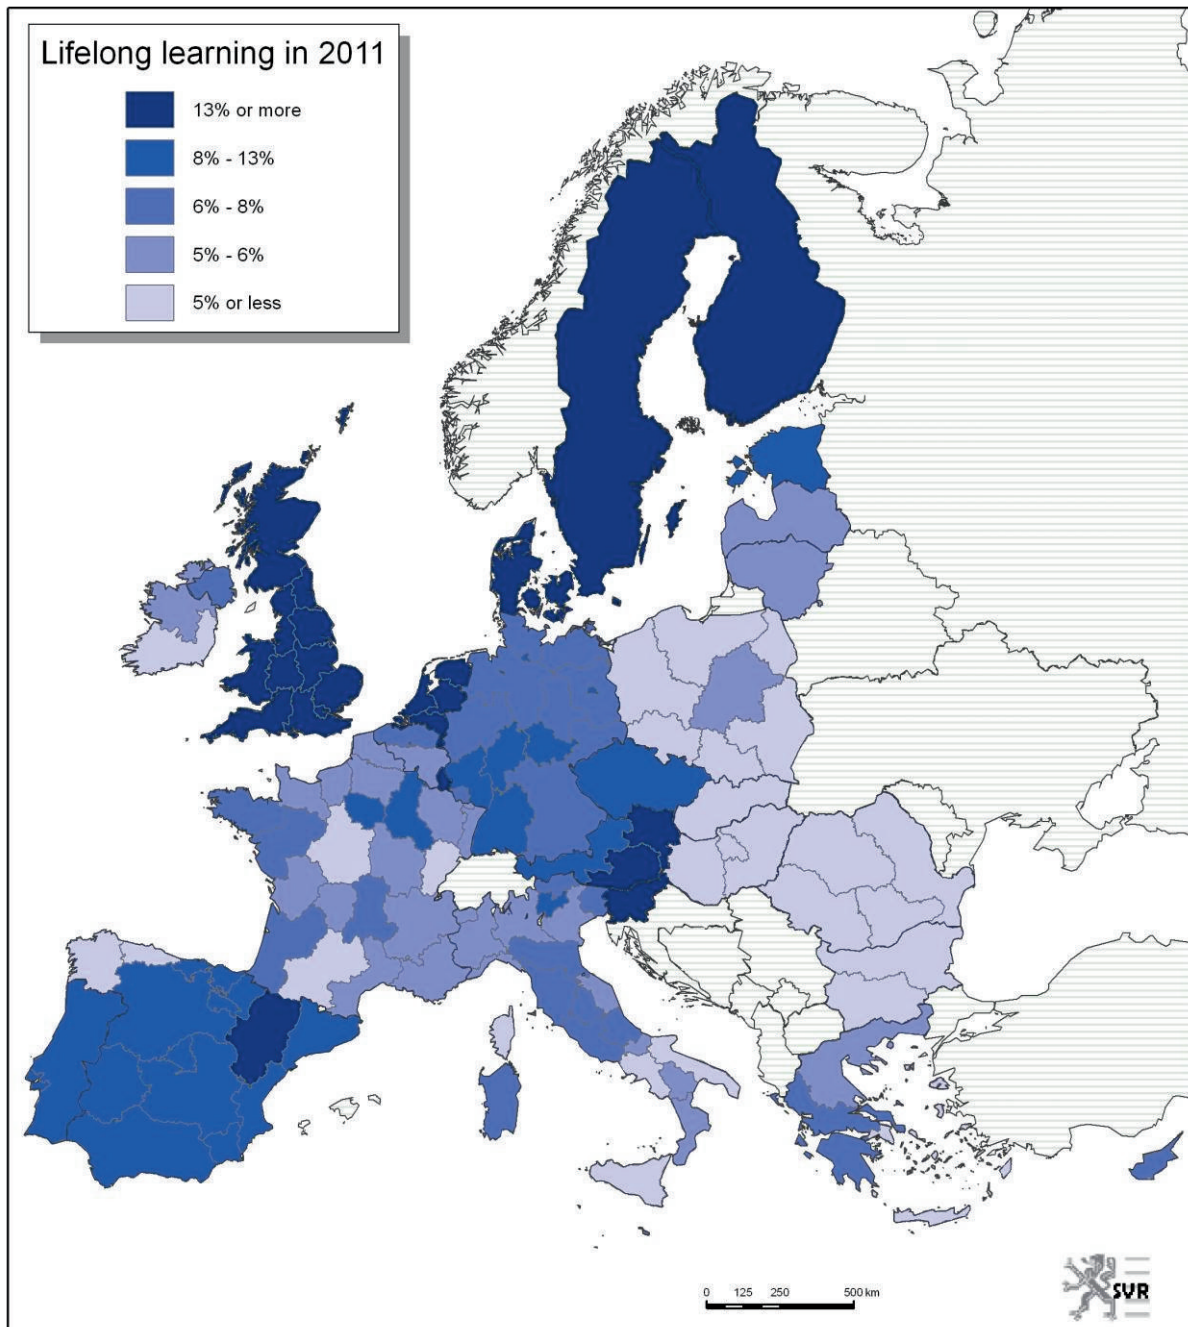 Lifelong learning in 2011
13% or more
8% - 13%
6% - 8%
5% - 6%
5% or less
0 125 250 500 km
SVR